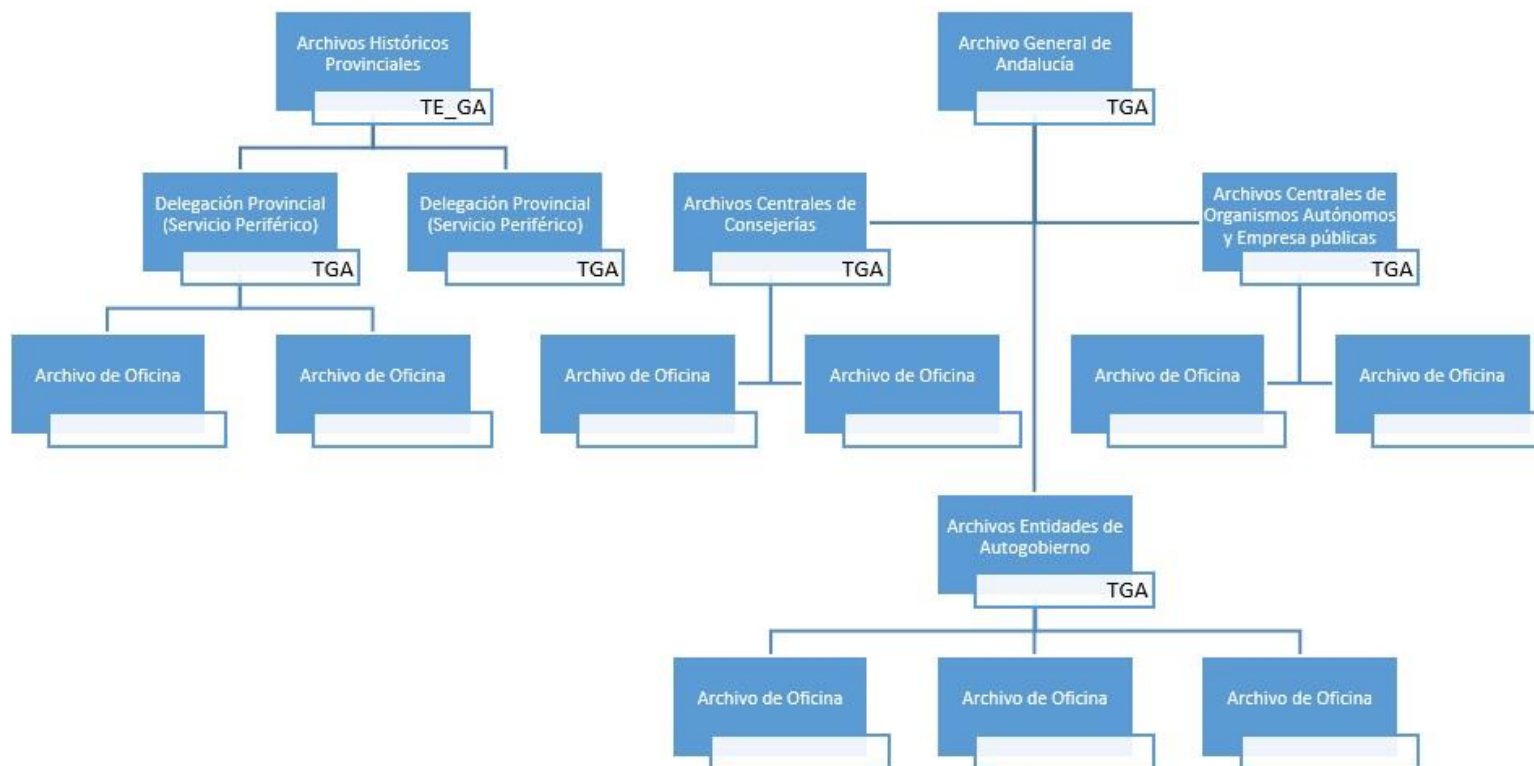 Archivos Históricos
Provinciales
TE_GA
Archivo General de
Andalucía
TGA
Delegación Provincial
(Servicio Periférico)
TGA
Delegación Provincial
(Servicio Periférico)
TGA
Archivos Centrales de
Consejerías
TGA
Archivos Centrales de
Organismos Autónomos
y Empresa públicas
TGA
Archivo de Oficina
Archivo de Oficina
Archivo de Oficina
Archivo de Oficina
Archivo de Oficina
Archivo de Oficina
Archivos Entidades de
Autogobierno
TGA
Archivo de Oficina
Archivo de Oficina
Archivo de Oficina